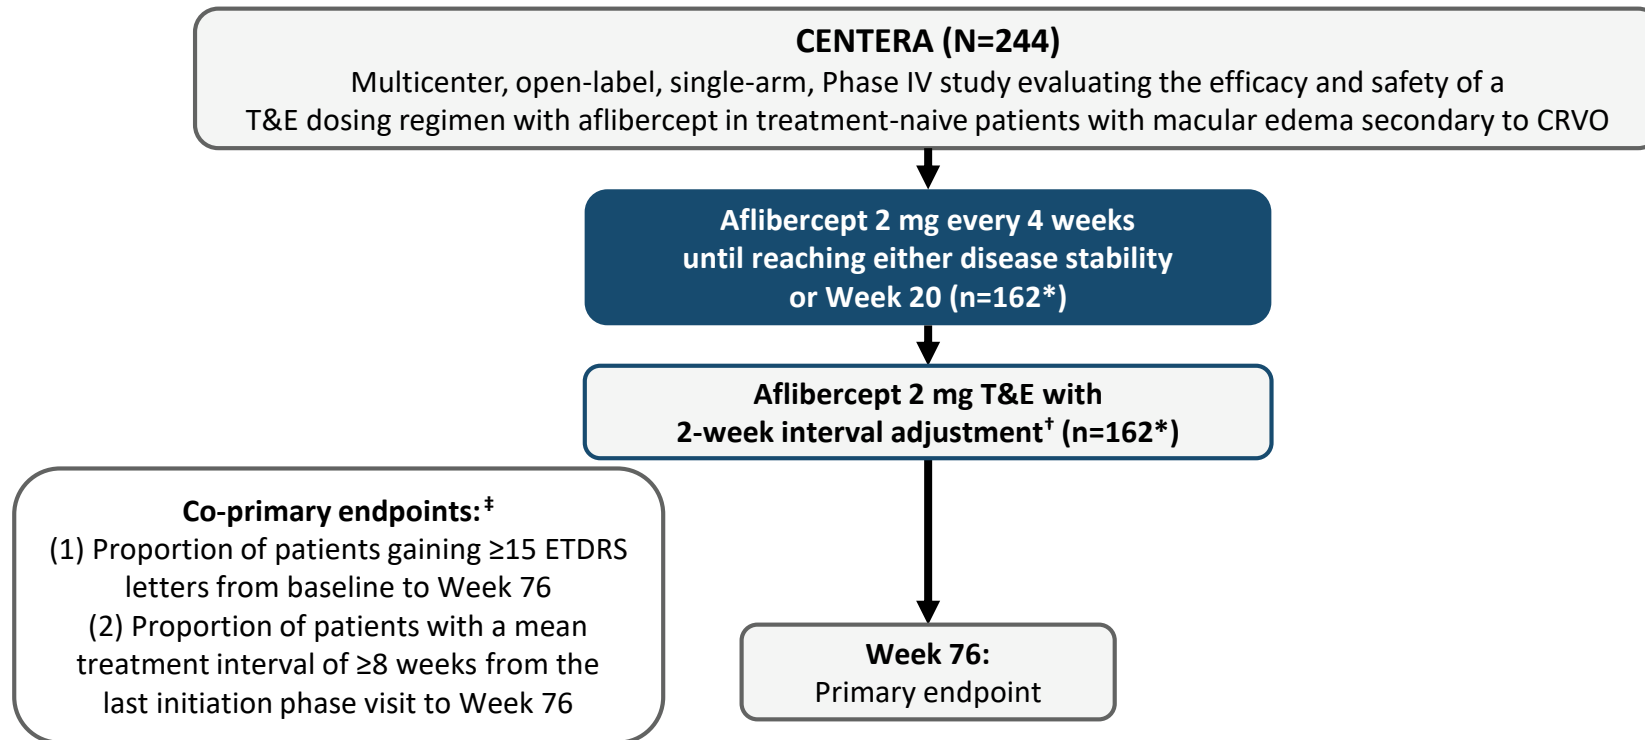 CENTERA (N=244)
Multicenter, open-label, single-arm, Phase IV study evaluating the efficacy and safety of a
T&E dosing regimen with aflibercept in treatment-naive patients with macular edema secondary to CRVO
Aflibercept 2 mg every 4 weeks
until reaching either disease stability
or Week 20 (n=162*)
Aflibercept 2 mg T&E with
2-week interval adjustment† (n=162*)
Co-primary endpoints:‡
(1) Proportion of patients gaining ≥15 ETDRS
letters from baseline to Week 76
(2) Proportion of patients with a mean
treatment interval of ≥8 weeks from the
last initiation phase visit to Week 76
Week 76:
Primary endpoint